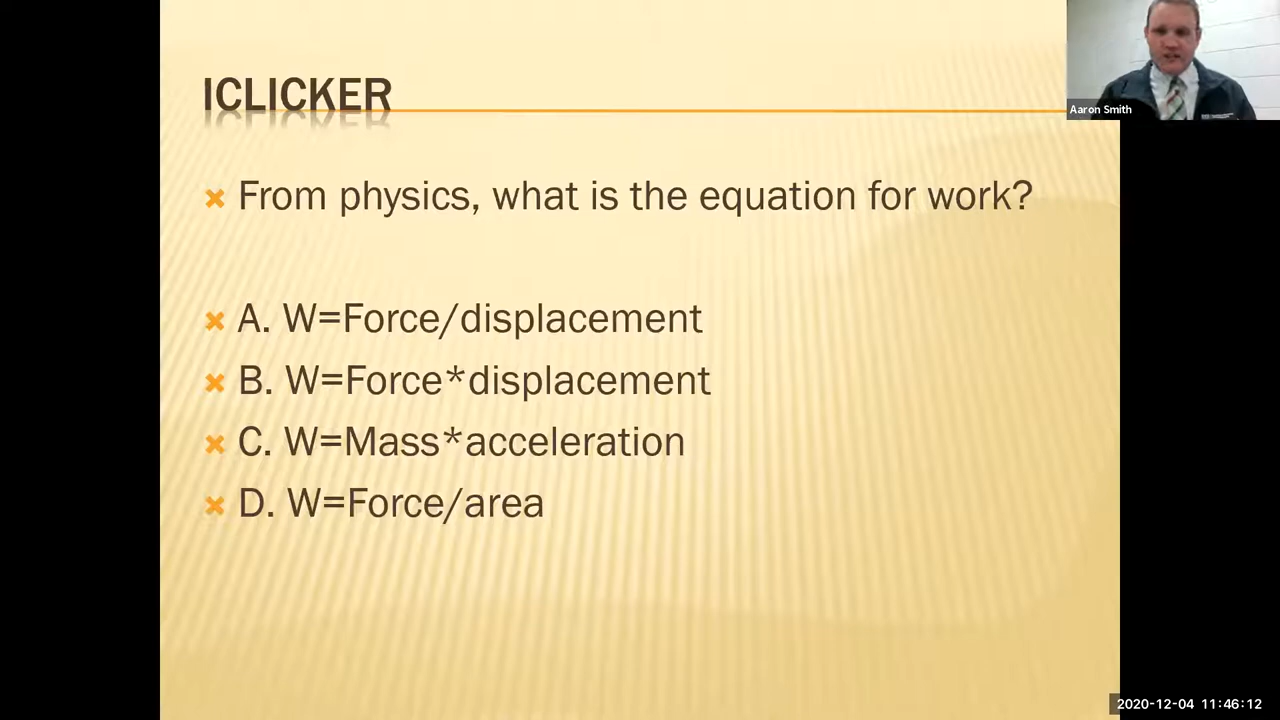 ICLICKER
Aaron Smith
From physics, what is the equation for work?
A. W=Force/displacement
B. W=Force*displacement
C. W=Mass*acceleration
D. W=Force/area
2020-12-04 11:46:12